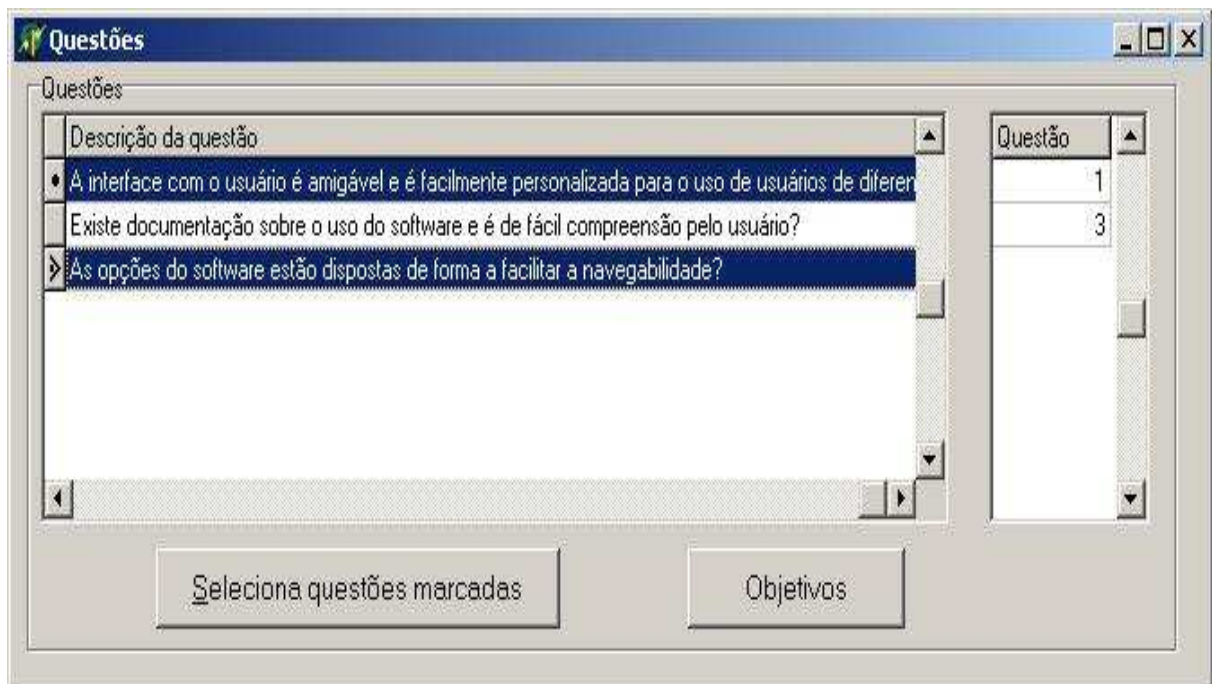 Questões
Questões
Descrição da questão
A interface com o usuário é amigável e é facilmente personalizada para o uso de usuários de diferen
Existe documentação sobre o uso do software e é de fácil compreensão pelo usuário?
As opções do software estão dispostas de forma a facilitar a navegabilidade?
Questão
1
3
Seleciona questões marcadas
Objetivos